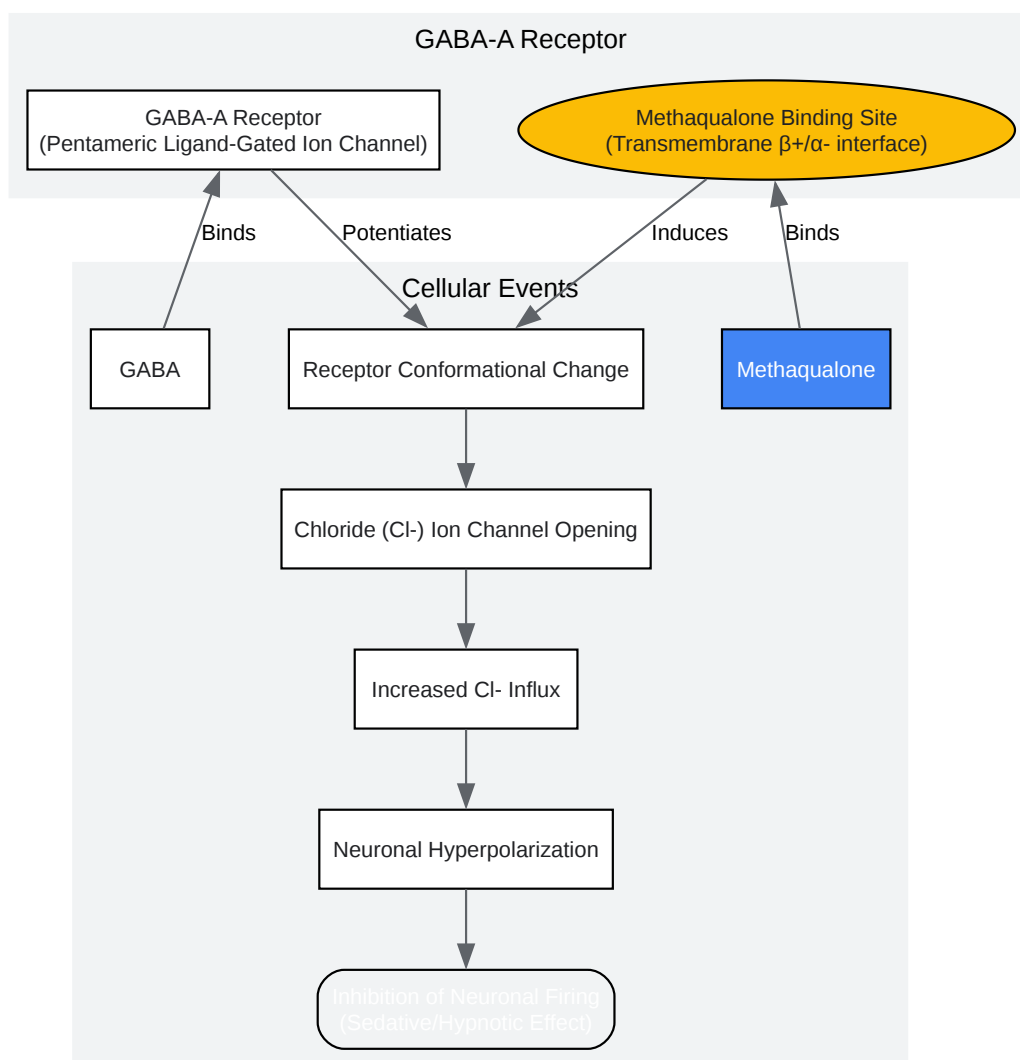 GABA-A Receptor
GABA-A Receptor
(Pentameric Ligand-Gated Ion Channel)
Methaqualone Binding Site
(Transmembrane β+/α- interface)
Binds
Potentiates
Induces
Binds
Cellular Events
GABA
Receptor Conformational Change
Methaqualone
Chloride (Cl-) Ion Channel Opening
Increased Cl- Influx
Neuronal Hyperpolarization
Inhibition of Neuronal Firing
(Sedative/Hypnotic Effect)